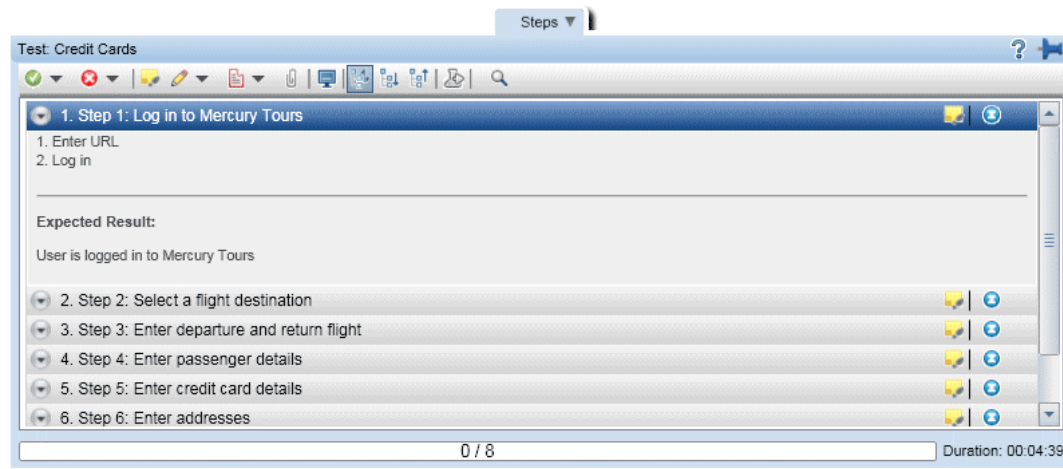 Steps
Test: Credit Cards
1. Step 1: Log in to Mercury Tours
1. Enter URL
2. Log in
Expected Result:
User is logged in to Mercury Tours
2. Step 2: Select a flight destination
3. Step 3: Enter departure and return flight
4. Step 4: Enter passenger details
5. Step 5: Enter credit card details
6. Step 6: Enter addresses
0 / 8
Duration: 00:04:39